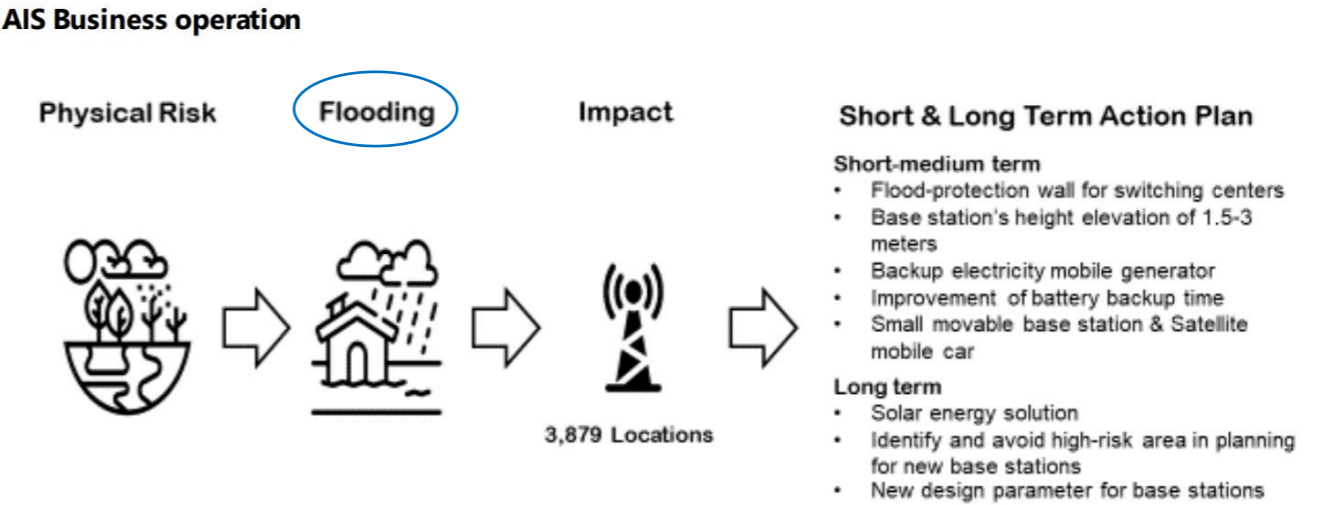 AIS Business operation
Physical Risk
Flooding
Impact
3,879 Locations
Short & Long Term Action Plan
Short-medium term
• Flood-protection wall for switching centers
• Base station's height elevation of 1.5-3
meters
• Backup electricity mobile generator
• Improvement of battery backup time
• Small movable base station & Satellite
mobile car
Long term
• Solar energy solution
• Identify and avoid high-risk area in planning
for new base stations
• New design parameter for base stations